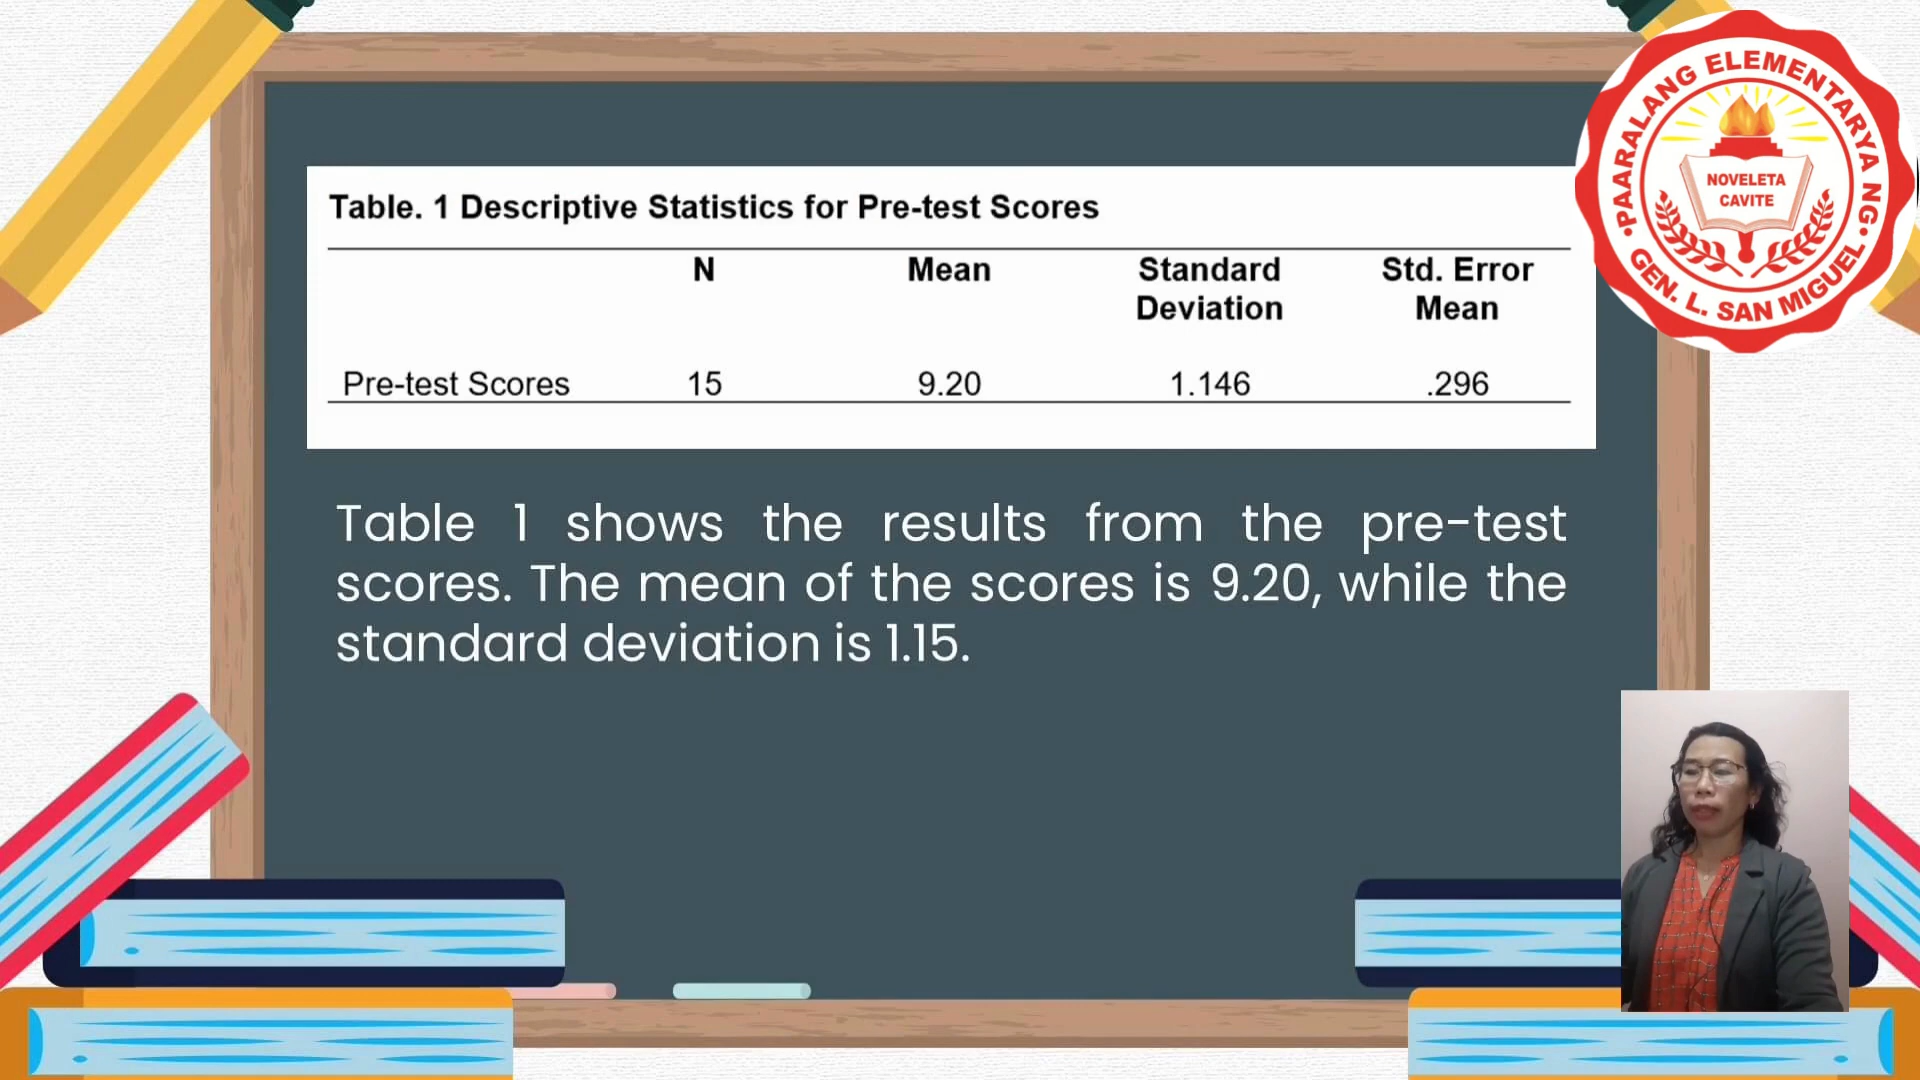 Table. 1 Descriptive Statistics for Pre-test Scores
N Mean Standard Deviation Std. Error Mean
Pre-test Scores 15 9.20 1.146 .296
Table 1 shows the results from the pre-test
scores. The mean of the scores is 9.20, while the
standard deviation is 1.15.
PAARALANG ELEMENTARYA NG
GEN. L. SAN MIGUEL
NOVELETA
CAVITE